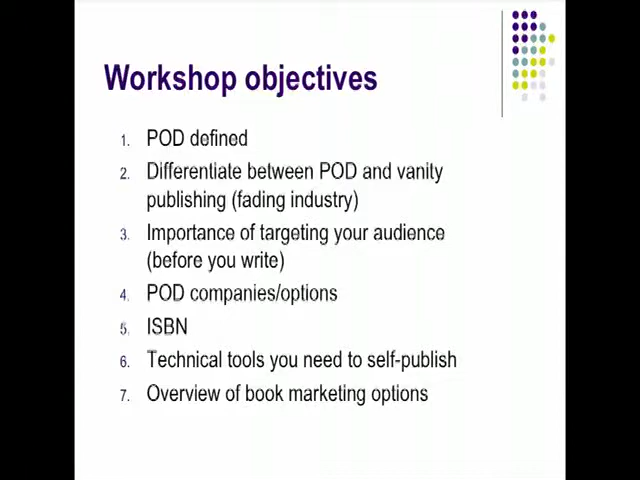 Workshop objectives
1. POD defined
2. Differentiate between POD and vanity
publishing (fading industry)
3. Importance of targeting your audience
(before you write)
4. POD companies/options
5. ISBN
6. Technical tools you need to self-publish
7. Overview of book marketing options